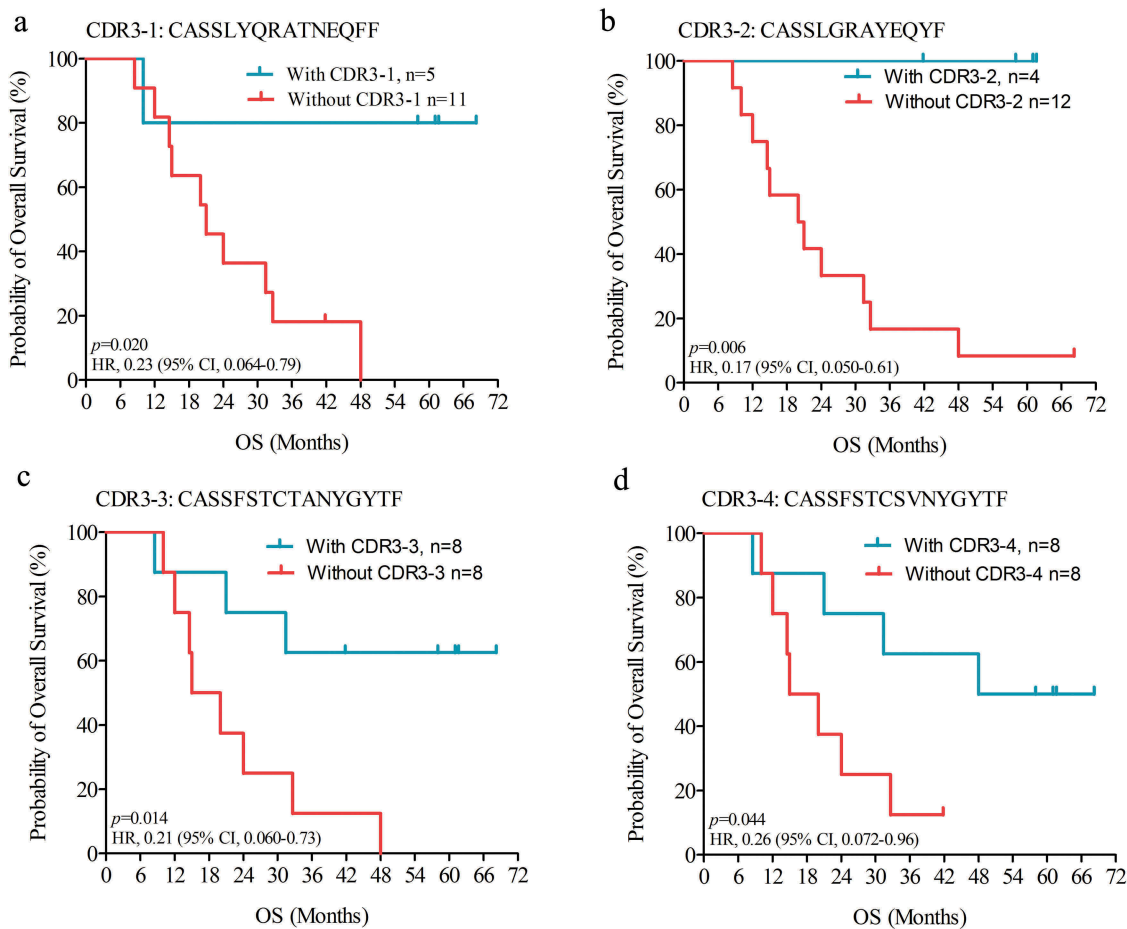 a
CDR3-1: CASSLYQRATNEQFF
Probability of Overall Survival (%)
100
80
60
40
20
0
With CDR3-1, n=5
Without CDR3-1 n=11
p=0.020
HR, 0.23 (95% CI, 0.064-0.79)
0 6 12 18 24 30 36 42 48 54 60 66 72
OS (Months)
b
CDR3-2: CASSLGRAYEQYF
Probability of Overall Survival (%)
100
80
60
40
20
0
With CDR3-2, n=4
Without CDR3-2 n=12
p=0.006
HR, 0.17 (95% CI, 0.050-0.61)
0 6 12 18 24 30 36 42 48 54 60 66 72
OS (Months)
c
CDR3-3: CASSFSTCTANYGYTF
Probability of Overall Survival (%)
100
80
60
40
20
0
With CDR3-3, n=8
Without CDR3-3 n=8
p=0.014
HR, 0.21 (95% CI, 0.060-0.73)
0 6 12 18 24 30 36 42 48 54 60 66 72
OS (Months)
d
CDR3-4: CASSFSTCSVNYGYTF
Probability of Overall Survival (%)
100
80
60
40
20
0
With CDR3-4, n=8
Without CDR3-4 n=8
p=0.044
HR, 0.26 (95% CI, 0.072-0.96)
0 6 12 18 24 30 36 42 48 54 60 66 72
OS (Months)